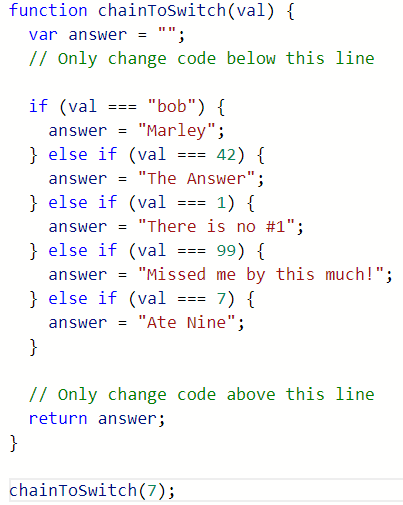 function chainToSwitch(val) {
  var answer = "";
  // Only change code below this line

  if (val === "bob") {
    answer = "Marley";
  } else if (val === 42) {
    answer = "The Answer";
  } else if (val === 1) {
    answer = "There is no #1";
  } else if (val === 99) {
    answer = "Missed me by this much!";
  } else if (val === 7) {
    answer = "Ate Nine";
  }

  // Only change code above this line
  return answer;
}

chainToSwitch(7);